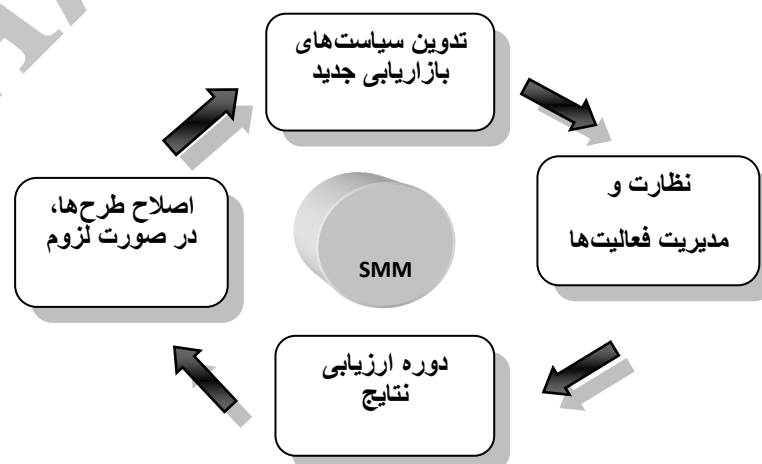 تدوین سیاست‌های
بازاریابی جدید
نظارت و
مدیریت فعالیت‌ها
دوره ارزیابی
نتایج
اصلاح طرح‌ها،
در صورت لزوم
SMM